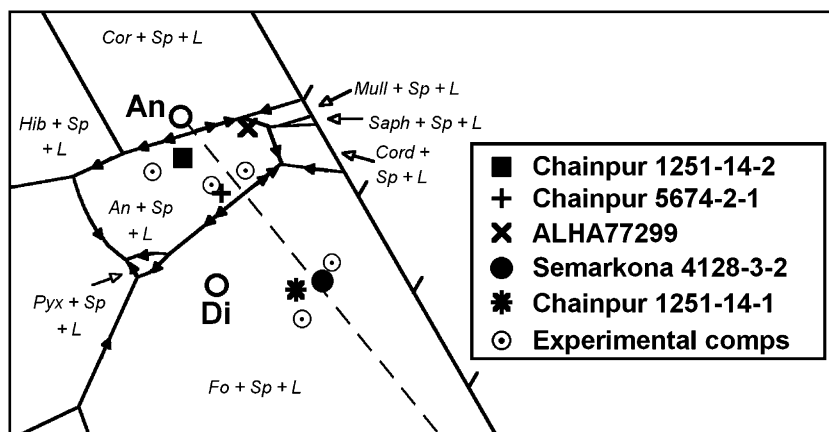 Cor + Sp + L
An
Mull + Sp + L
Saph + Sp + L
Hib + Sp
+ L
Cord +
Sp + L
An + Sp
+ L
Pyx + Sp
+ L
Di
Fo + Sp + L
Chainpur 1251-14-2
Chainpur 5674-2-1
ALHA77299
Semarkona 4128-3-2
Chainpur 1251-14-1
Experimental comps